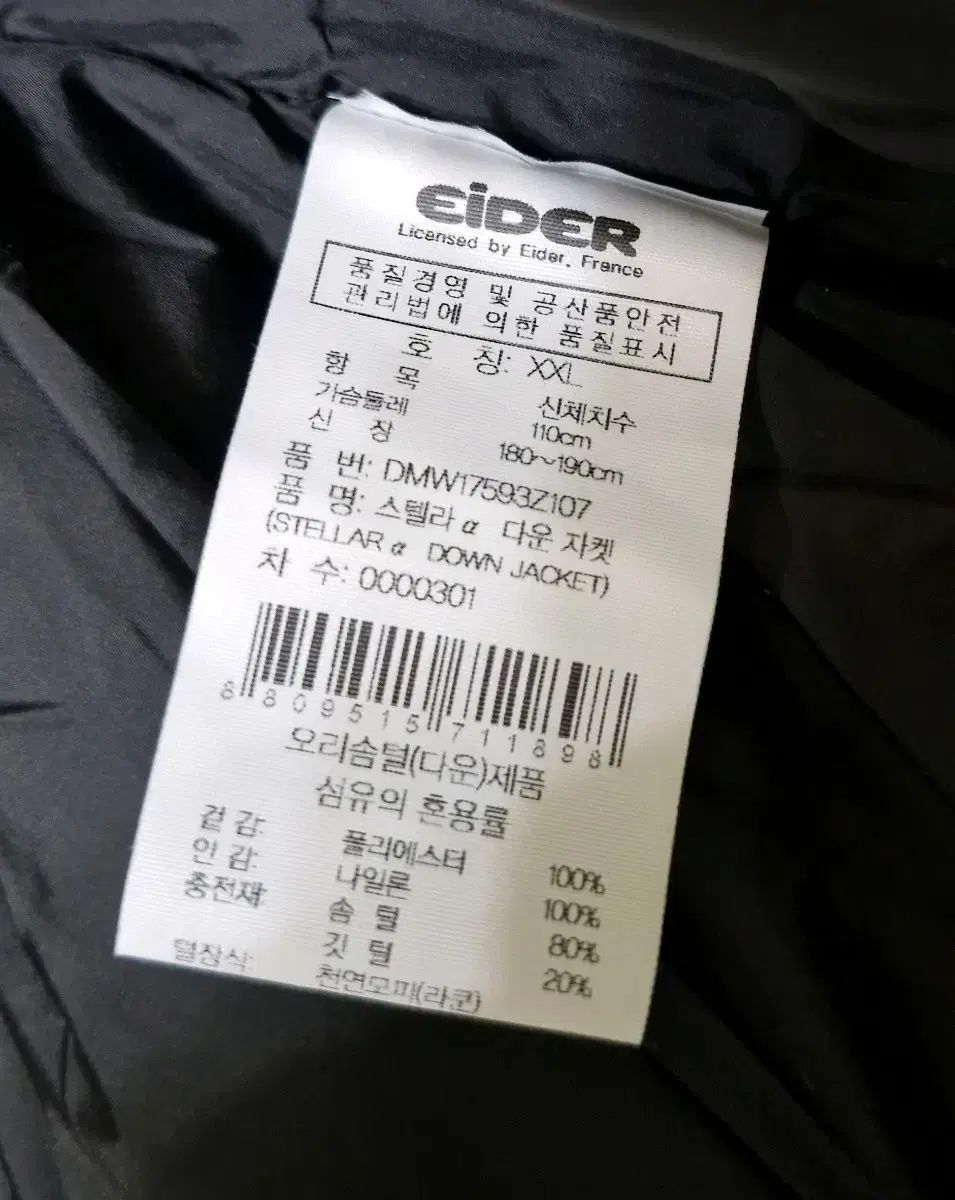 EiDER
Licensed by Eider, France
품질경영 및 공산품안전
관리법에 의한 품질표시
호 칭: XXL
항 목 신체치수
가슴둘레 110cm
신 장 180~190cm
품 번: DMW17593Z107
품 명: 스텔라 α 다운 자켓
(STELLAR α DOWN JACKET)
차 수: 0000301
8 809515 711898
오리솜털(다운)제품
섬유의 혼용률
겉감: 폴리에스터 100%
안감: 나일론 100%
충전재: 솜 털 80%
깃 털 20%
털장식: 천연모피(라쿤)